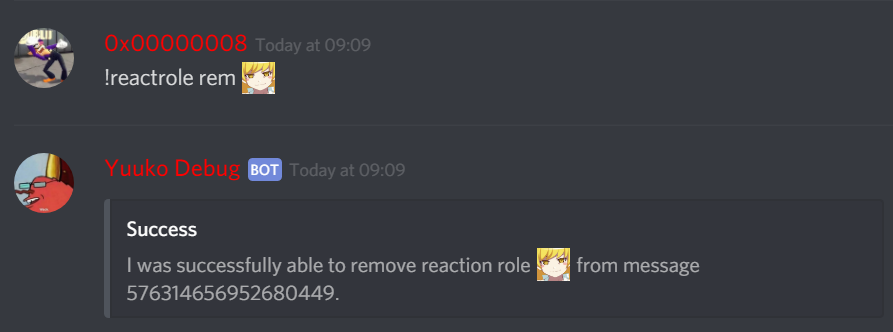 0x00000008 Today at 09:09
!reactrole rem
Yuuko Debug BOT Today at 09:09
Success
I was successfully able to remove reaction role from message
576314656952680449.